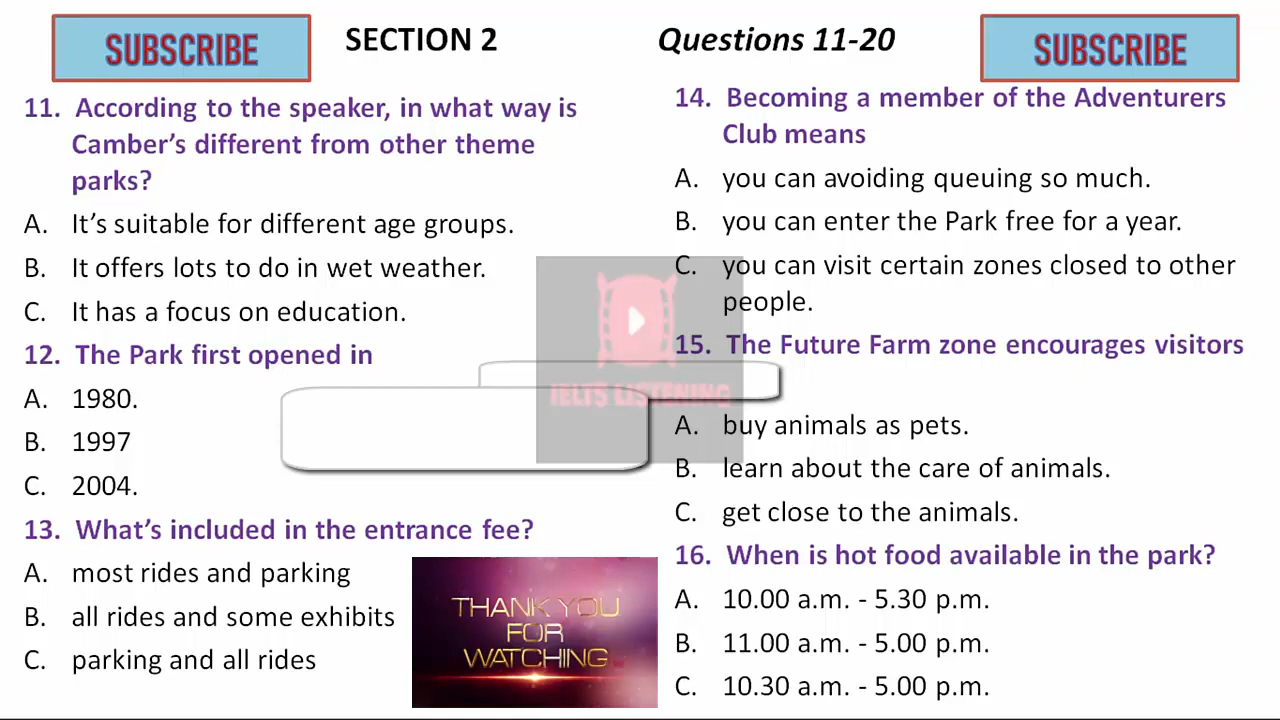 SUBSCRIBE
SECTION 2
Questions 11-20
SUBSCRIBE
11. According to the speaker, in what way is
Camber's different from other theme
parks?
A. It's suitable for different age groups.
B. It offers lots to do in wet weather.
C. It has a focus on education.
12. The Park first opened in
A. 1980.
B. 1997
C. 2004.
13. What's included in the entrance fee?
A. most rides and parking
B. all rides and some exhibits
C. parking and all rides
14. Becoming a member of the Adventurers
Club means
A. you can avoiding queuing so much.
B. you can enter the Park free for a year.
C. you can visit certain zones closed to other
people.
15. The Future Farm zone encourages visitors
A. buy animals as pets.
B. learn about the care of animals.
C. get close to the animals.
16. When is hot food available in the park?
A. 10.00 a.m. - 5.30 p.m.
B. 11.00 a.m. - 5.00 p.m.
C. 10.30 a.m. - 5.00 p.m.
IELTS LISTENING
THANK YOU
FOR
WATCHING